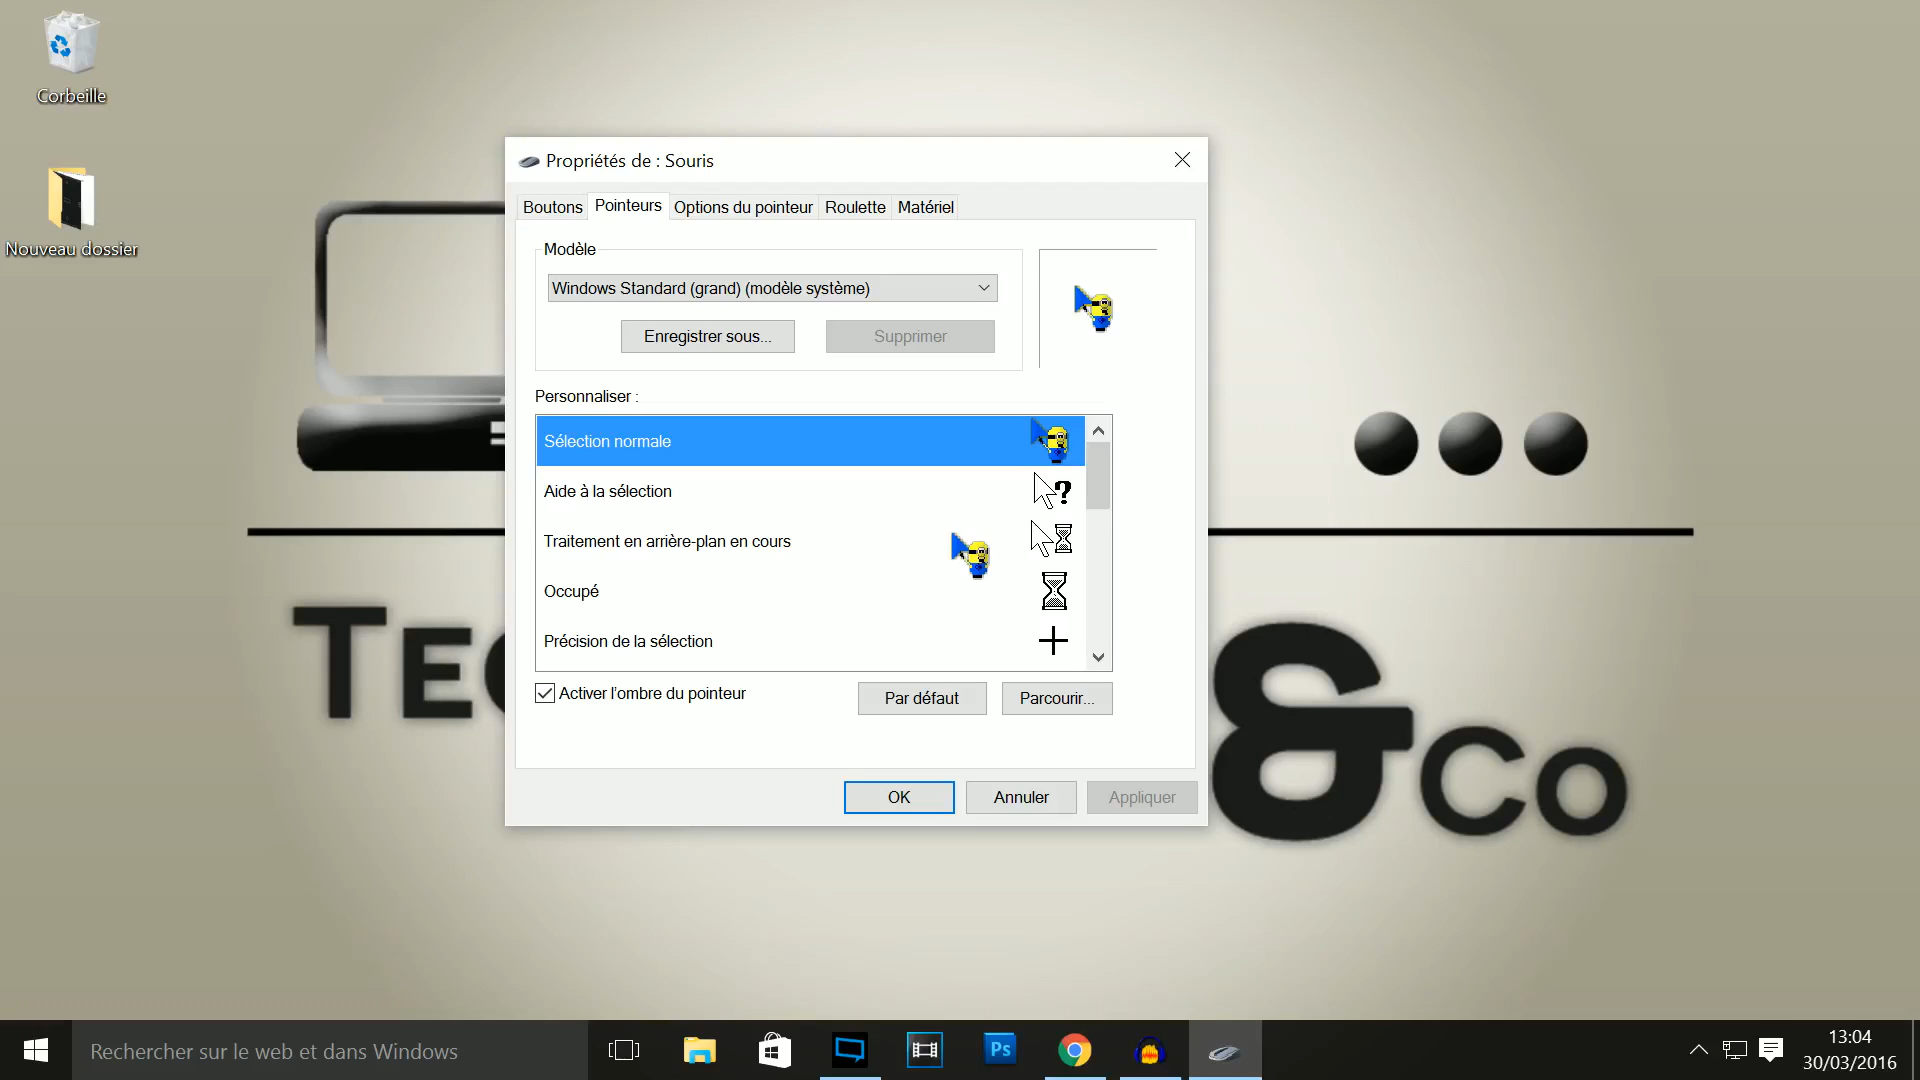 Corbeille
Nouveau dossier
Propriétés de : Souris
Boutons
Pointeurs
Options du pointeur
Roulette
Matériel
Modèle
Windows Standard (grand) (modèle système)
Enregistrer sous...
Supprimer
Personnaliser :
Sélection normale
Aide à la sélection
Traitement en arrière-plan en cours
Occupé
Précision de la sélection
Activer l'ombre du pointeur
Par défaut
Parcourir...
OK
Annuler
Appliquer
&Co
Rechercher sur le web et dans Windows
Ps
13:04
30/03/2016